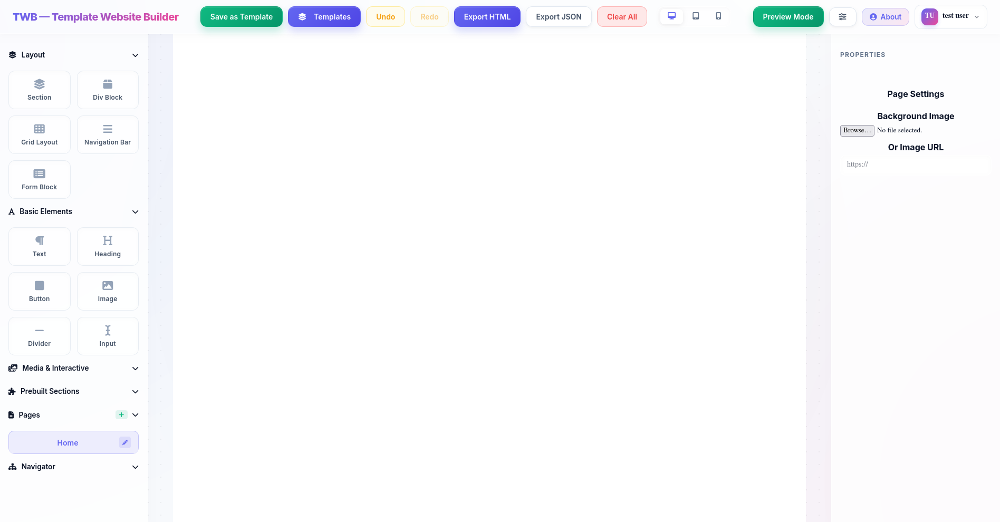 TWB — Template Website Builder
Save as Template
Templates
Undo
Redo
Export HTML
Export JSON
Clear All
Preview Mode
About
TU
test user
Layout
Section
Div Block
Grid Layout
Navigation Bar
Form Block
Basic Elements
Text
Heading
Button
Image
Divider
Input
Media & Interactive
Prebuilt Sections
Pages
Home
Navigator
PROPERTIES
Page Settings
Background Image
Browse… No file selected.
Or Image URL
https://